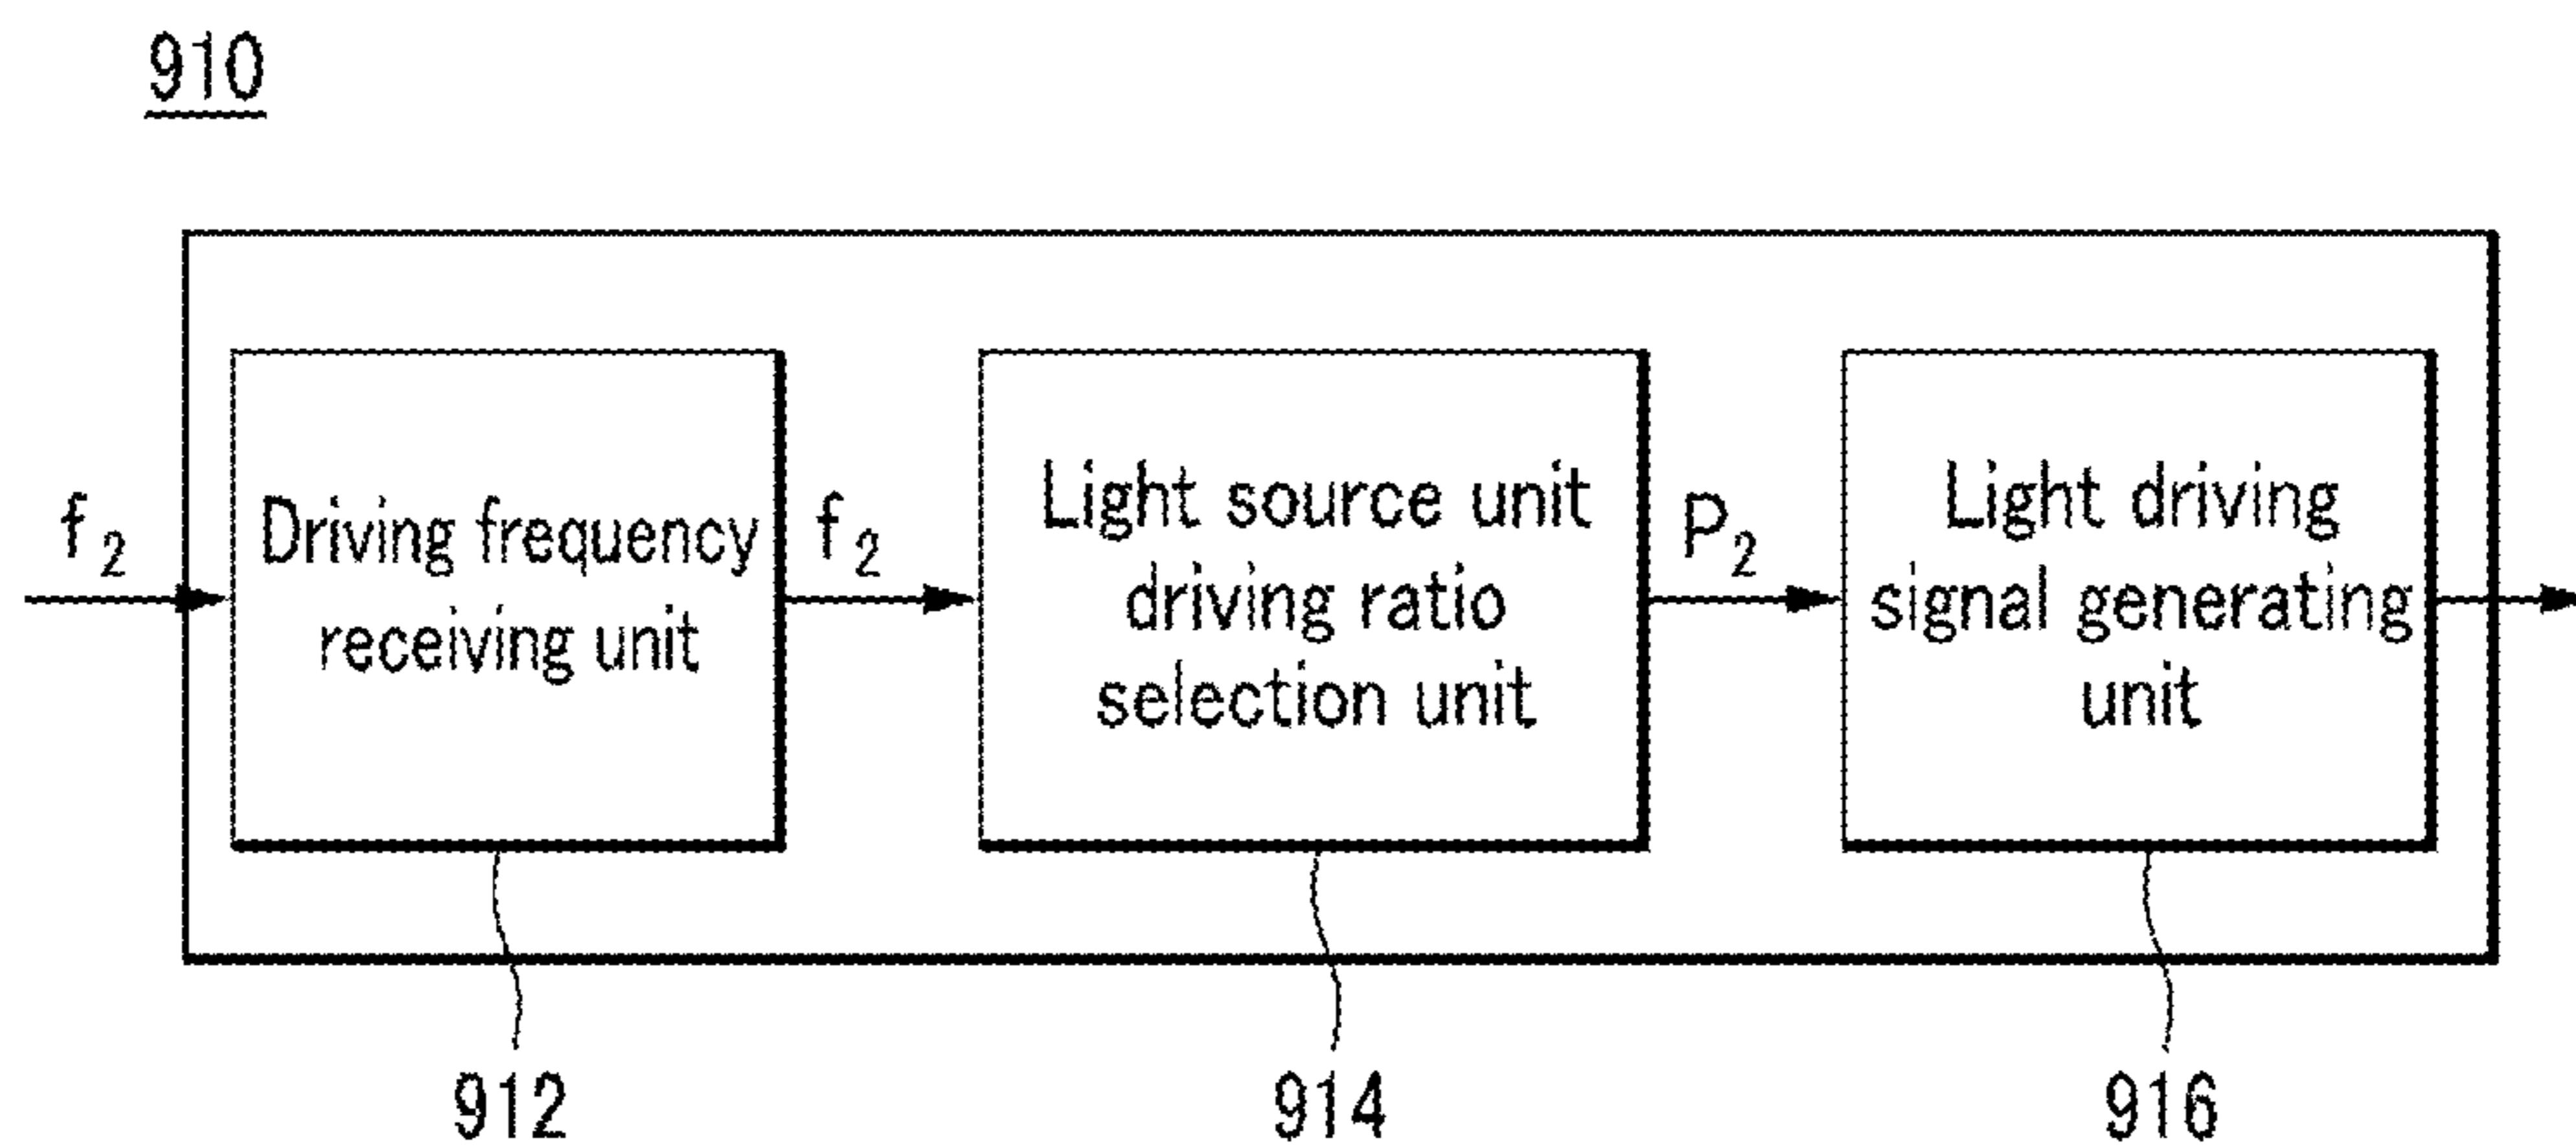 910
f2
Driving frequency
receiving unit
f2
Light source unit
driving ratio
selection unit
P2
Light driving
signal generating
unit
912
914
916